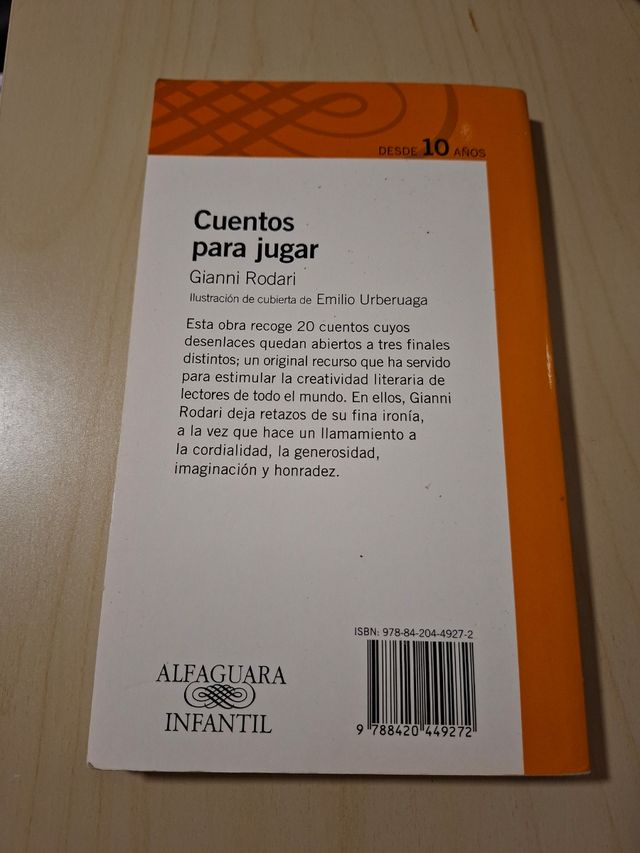 DESDE 10 AÑOS
Cuentos
para jugar
Gianni Rodari
Ilustración de cubierta de Emilio Urberuaga
Esta obra recoge 20 cuentos cuyos
desenlaces quedan abiertos a tres finales
distintos; un original recurso que ha servido
para estimular la creatividad literaria de
lectores de todo el mundo. En ellos, Gianni
Rodari deja retazos de su fina ironía,
a la vez que hace un llamamiento a
la cordialidad, la generosidad,
imaginación y honradez.
ISBN: 978-84-204-4927-2
9 788420 449272
ALFAGUARA
INFANTIL